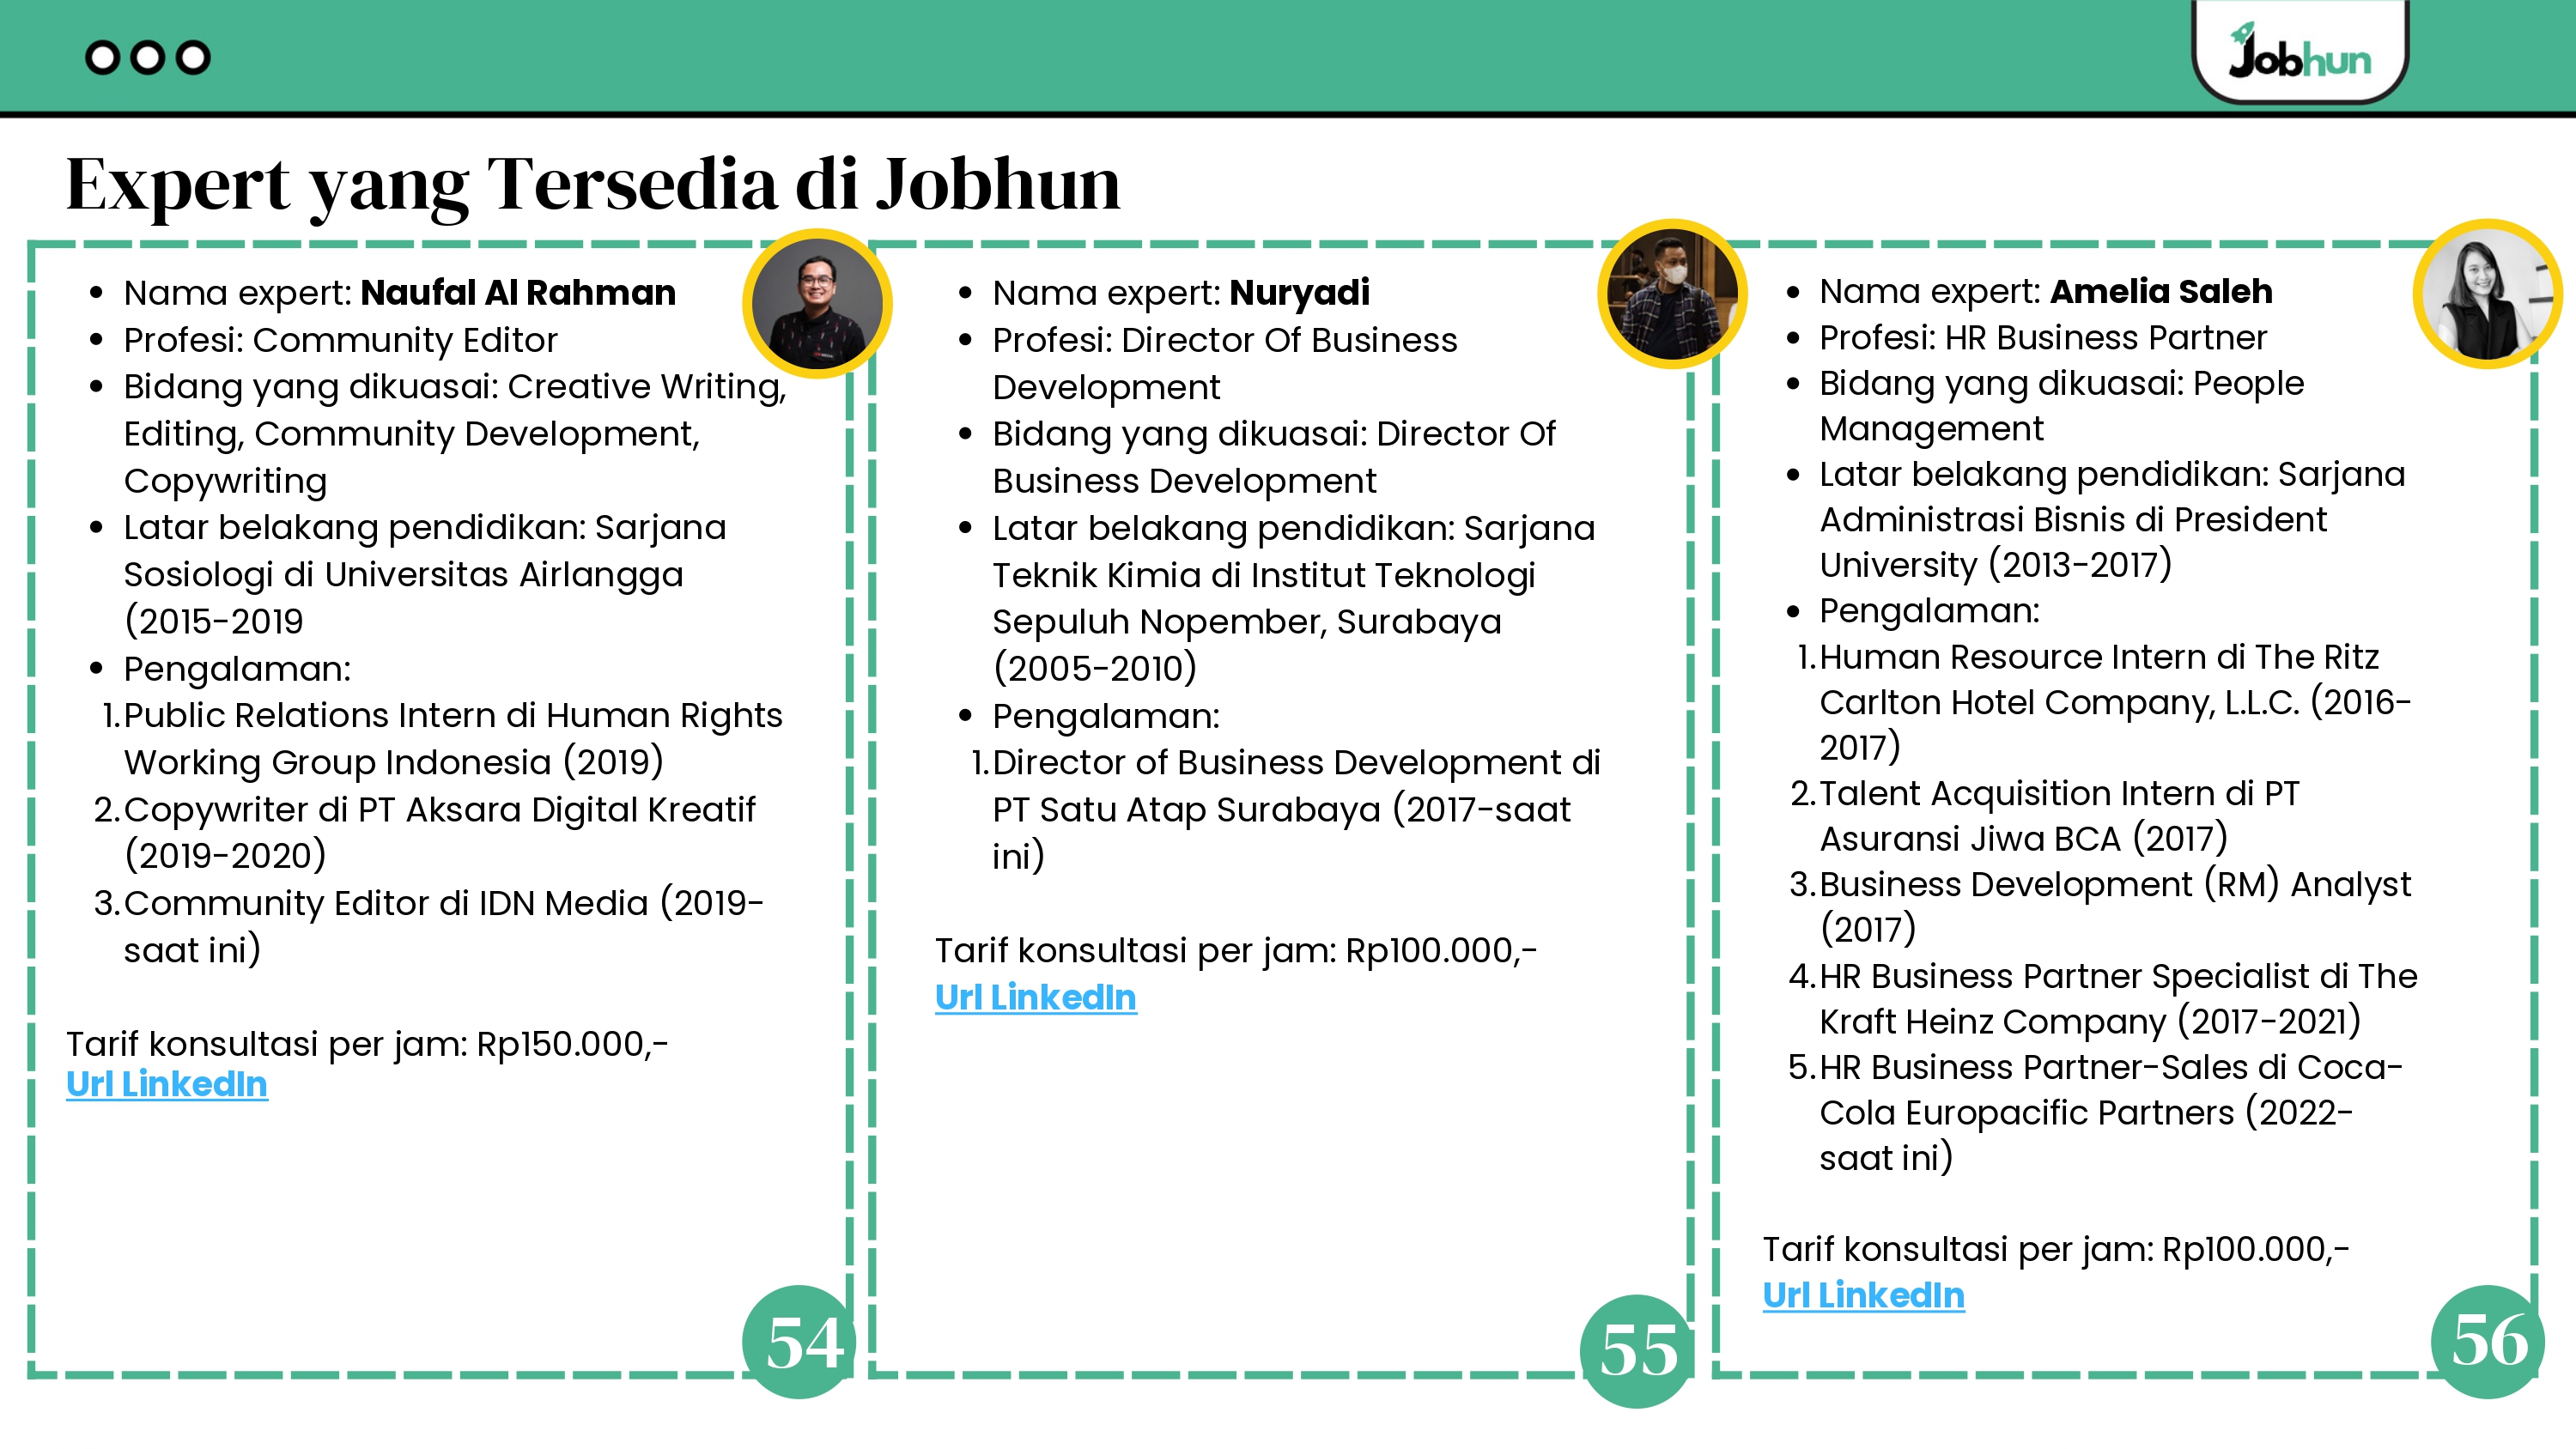 Jobhun
Expert yang Tersedia di Jobhun
• Nama expert: Naufal Al Rahman
• Profesi: Community Editor
• Bidang yang dikuasai: Creative Writing,
Editing, Community Development,
Copywriting
• Latar belakang pendidikan: Sarjana
Sosiologi di Universitas Airlangga
(2015-2019
• Pengalaman:
1.Public Relations Intern di Human Rights
Working Group Indonesia (2019)
2.Copywriter di PT Aksara Digital Kreatif
(2019-2020)
3.Community Editor di IDN Media (2019-
saat ini)
Tarif konsultasi per jam: Rp150.000,-
Url LinkedIn
54
• Nama expert: Nuryadi
• Profesi: Director Of Business
Development
• Bidang yang dikuasai: Director Of
Business Development
• Latar belakang pendidikan: Sarjana
Teknik Kimia di Institut Teknologi
Sepuluh Nopember, Surabaya
(2005-2010)
• Pengalaman:
1.Director of Business Development di
PT Satu Atap Surabaya (2017-saat
ini)
Tarif konsultasi per jam: Rp100.000,-
Url LinkedIn
55
• Nama expert: Amelia Saleh
• Profesi: HR Business Partner
• Bidang yang dikuasai: People
Management
• Latar belakang pendidikan: Sarjana
Administrasi Bisnis di President
University (2013-2017)
• Pengalaman:
1.Human Resource Intern di The Ritz
Carlton Hotel Company, L.L.C. (2016-
2017)
2.Talent Acquisition Intern di PT
Asuransi Jiwa BCA (2017)
3.Business Development (RM) Analyst
(2017)
4.HR Business Partner Specialist di The
Kraft Heinz Company (2017-2021)
5.HR Business Partner-Sales di Coca-
Cola Europacific Partners (2022-
saat ini)
Tarif konsultasi per jam: Rp100.000,-
Url LinkedIn
56